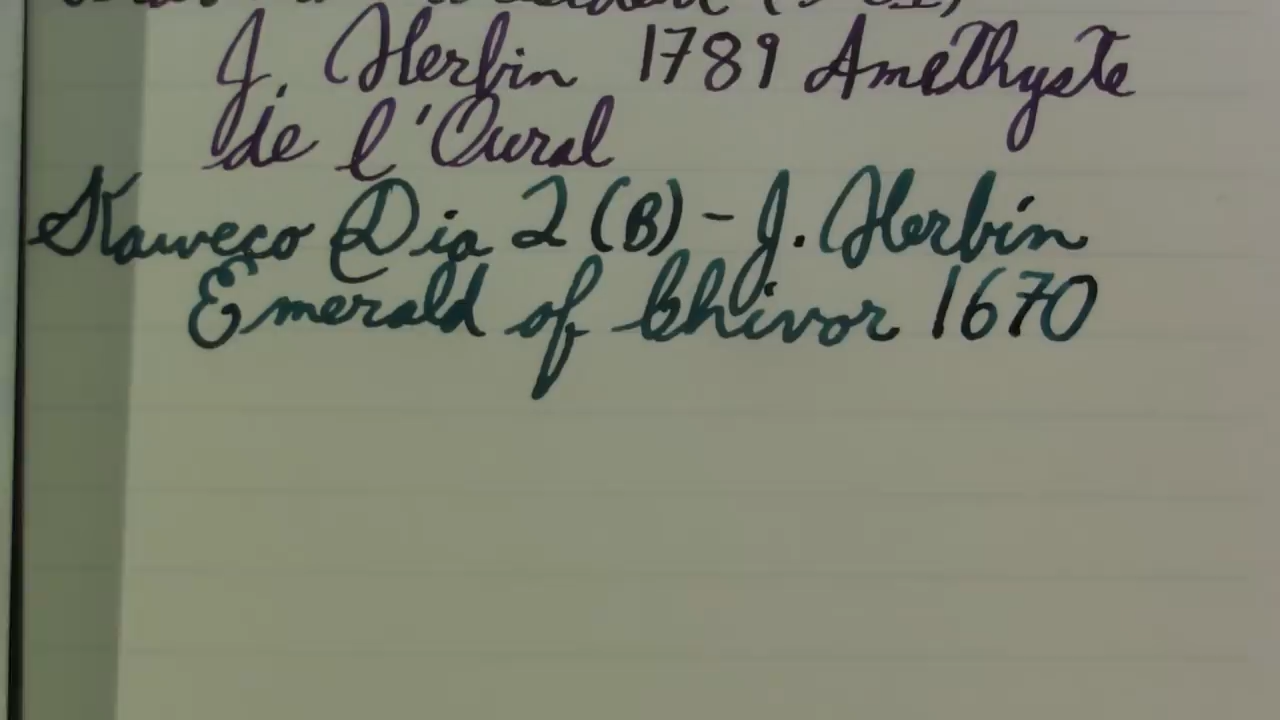 J. Herbin 1789 Améthyste
de l'Oural
Kaweco Dia 2 (B) - J. Herbin
Emerald of Chivor 1670